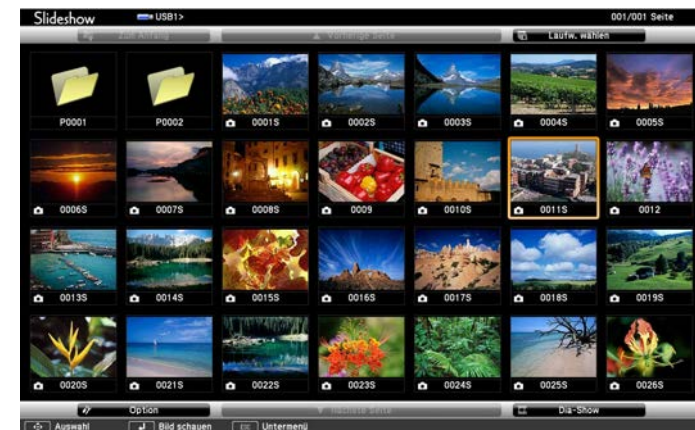 Slideshow USB1> 001/001 Seite
Zum Anfang Vorherige Seite Laufw. wählen
P0001 P0002 0001S 0002S 0003S 0004S 0005S
0006S 0007S 0008S 0009 0010S 0011S 0012
0013S 0014S 0015S 0016S 0017S 0018S 0019S
0020S 0021S 0022S 0023S 0024S 0025S 0026S
Option Nächste Seite Dia-Show
Auswahl Bild schauen Esc Untermenü